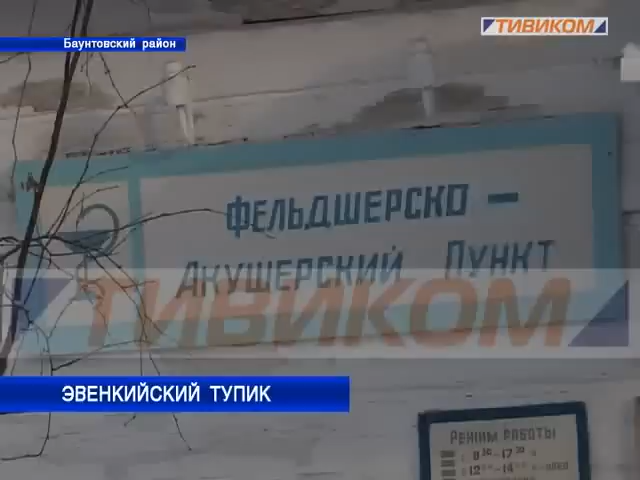 Баунтовский район
ТИВИКОМ
ФЕЛЬДШЕРСКО -
АКУШЕРСКИЙ ПУНКТ
ТИВИКОМ
ЭВЕНКИЙСКИЙ ТУПИК
РЕЖИМ РАБОТЫ